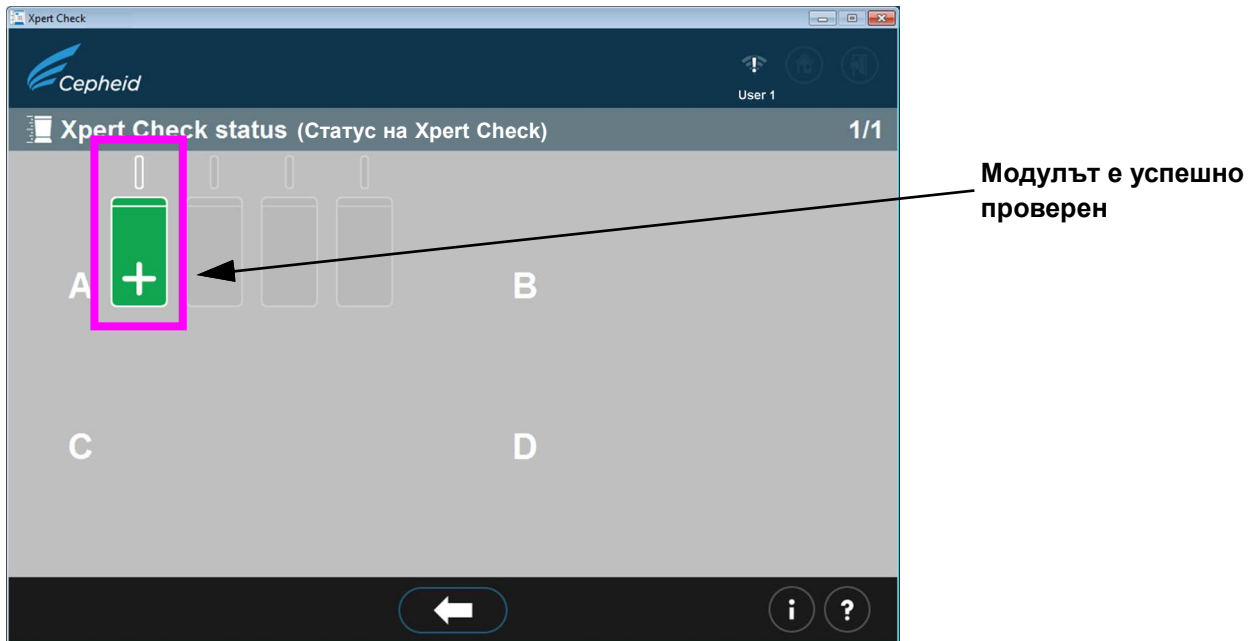 Xpert Check
Cepheid
User 1
Xpert Check status (Статус на Xpert Check) 1/1
Модулът е успешно
проверен
A B
C D
i ?